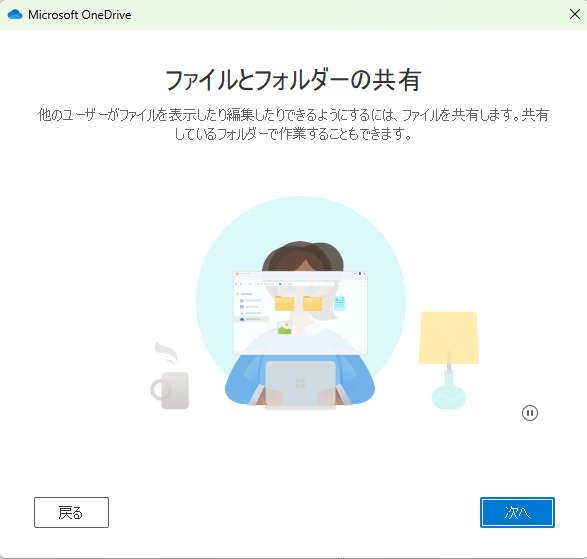 Microsoft OneDrive
ファイルとフォルダーの共有
他のユーザーがファイルを表示したり編集したりできるようにするには、ファイルを共有します。共有
しているフォルダーで作業することもできます。
戻る
次へ